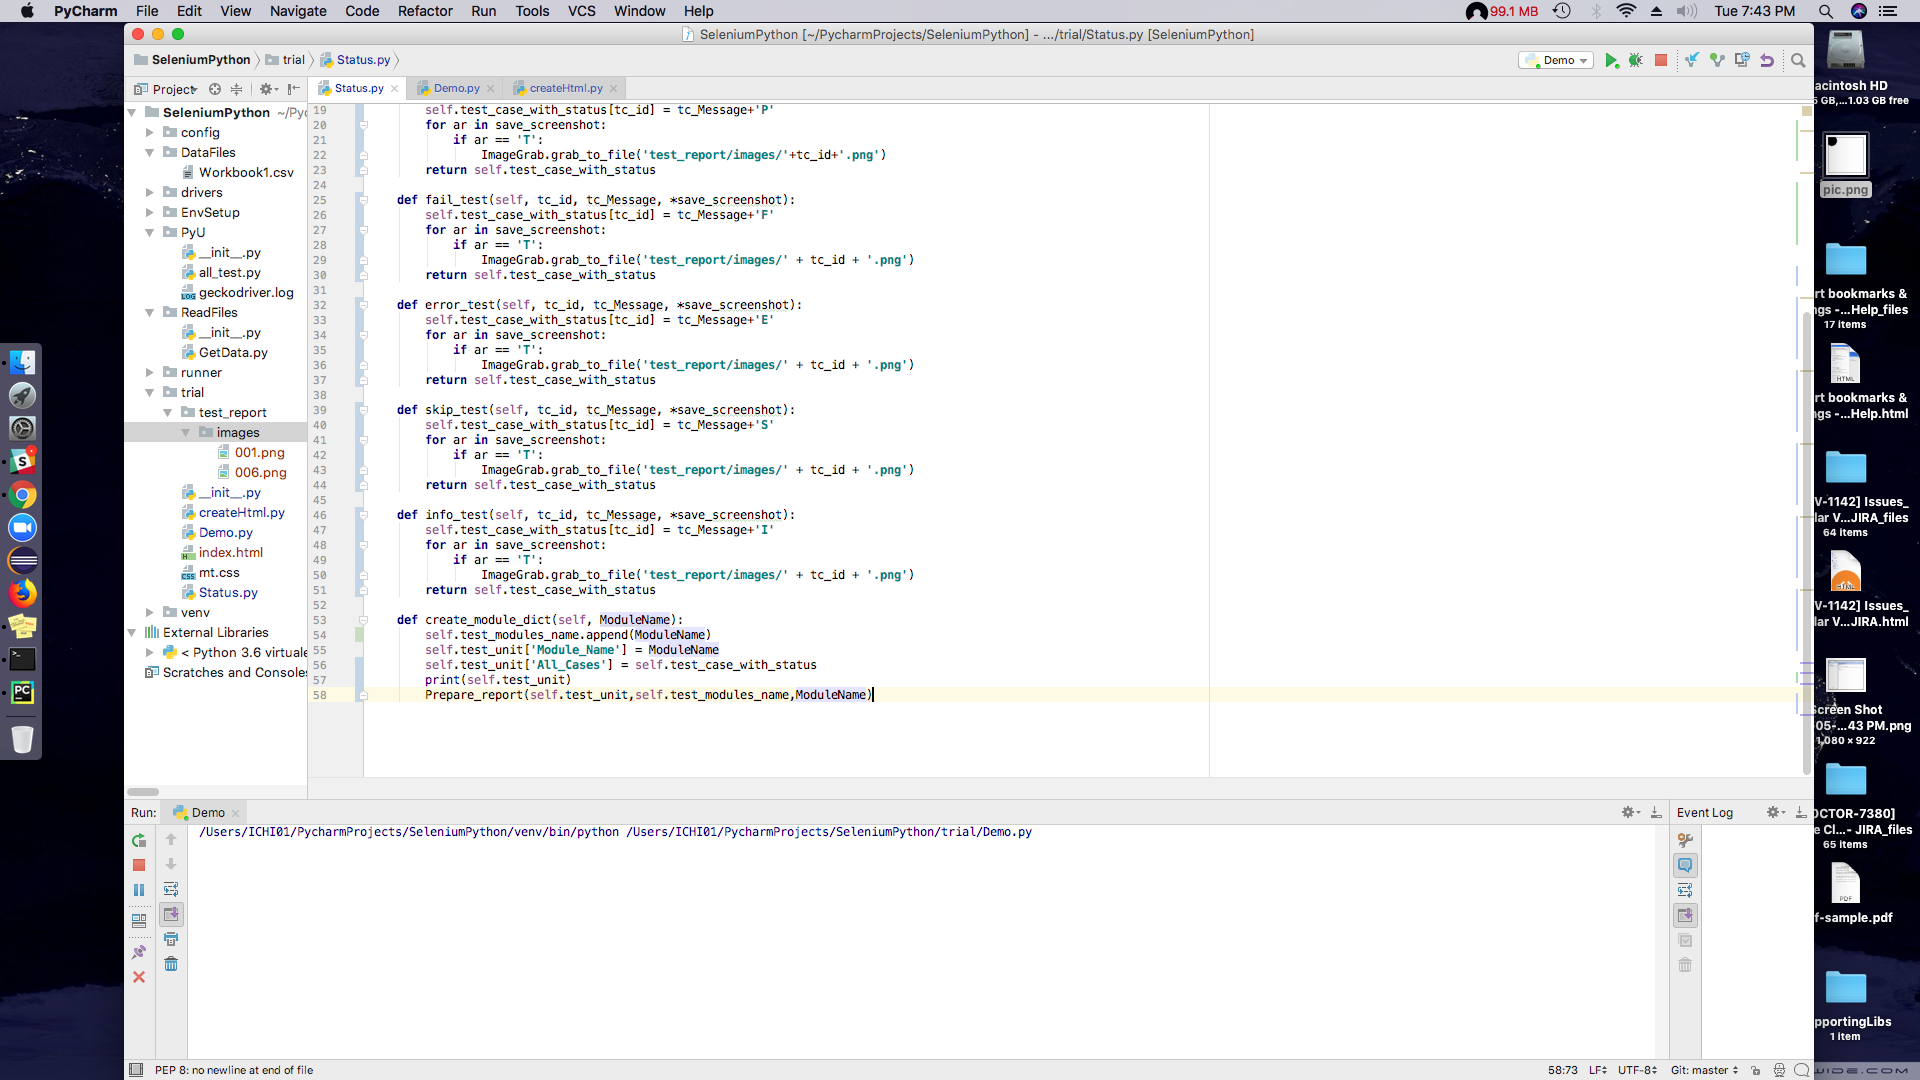 PyCharm File Edit View Navigate Code Refactor Run Tools VCS Window Help 99.1 MB Tue 7:43 PM
SeleniumPython [~/PycharmProjects/SeleniumPython] - .../trial/Status.py [SeleniumPython]
SeleniumPython trial Status.py Demo
Project Status.py Demo.py createHtml.py
SeleniumPython ~/Pyc
config
DataFiles
Workbook1.csv
drivers
EnvSetup
PyU
__init__.py
all_test.py
geckodriver.log
ReadFiles
__init__.py
GetData.py
runner
trial
test_report
images
001.png
006.png
__init__.py
createHtml.py
Demo.py
index.html
mt.css
Status.py
venv
External Libraries
< Python 3.6 virtuale
Scratches and Consoles
19 self.test_case_with_status[tc_id] = tc_Message+'P'
20 for ar in save_screenshot:
21 if ar == 'T':
22 ImageGrab.grab_to_file('test_report/images/'+tc_id+'.png')
23 return self.test_case_with_status
24
25 def fail_test(self, tc_id, tc_Message, *save_screenshot):
26 self.test_case_with_status[tc_id] = tc_Message+'F'
27 for ar in save_screenshot:
28 if ar == 'T':
29 ImageGrab.grab_to_file('test_report/images/' + tc_id + '.png')
30 return self.test_case_with_status
31
32 def error_test(self, tc_id, tc_Message, *save_screenshot):
33 self.test_case_with_status[tc_id] = tc_Message+'E'
34 for ar in save_screenshot:
35 if ar == 'T':
36 ImageGrab.grab_to_file('test_report/images/' + tc_id + '.png')
37 return self.test_case_with_status
38
39 def skip_test(self, tc_id, tc_Message, *save_screenshot):
40 self.test_case_with_status[tc_id] = tc_Message+'S'
41 for ar in save_screenshot:
42 if ar == 'T':
43 ImageGrab.grab_to_file('test_report/images/' + tc_id + '.png')
44 return self.test_case_with_status
45
46 def info_test(self, tc_id, tc_Message, *save_screenshot):
47 self.test_case_with_status[tc_id] = tc_Message+'I'
48 for ar in save_screenshot:
49 if ar == 'T':
50 ImageGrab.grab_to_file('test_report/images/' + tc_id + '.png')
51 return self.test_case_with_status
52
53 def create_module_dict(self, ModuleName):
54 self.test_modules_name.append(ModuleName)
55 self.test_unit['Module_Name'] = ModuleName
56 self.test_unit['All_Cases'] = self.test_case_with_status
57 print(self.test_unit)
58 Prepare_report(self.test_unit,self.test_modules_name,ModuleName)
Run: Demo
Event Log
/Users/ICHI01/PycharmProjects/SeleniumPython/venv/bin/python /Users/ICHI01/PycharmProjects/SeleniumPython/trial/Demo.py
PEP 8: no newline at end of file
58:73 LF UTF-8 Git: master
acintosh HD
5 GB,...1.03 GB free
pic.png
rt bookmarks &
ngs -...Help_files
17 items
HTML
rt bookmarks &
ngs -...Help.html
V-1142] Issues_
lar V...JIRA_files
64 items
V-1142] Issues_
lar V...JIRA.html
Screen Shot
-05-...43 PM.png
1,080 × 922
OCTOR-7380]
e Cl...- JIRA_files
65 items
PDF
f-sample.pdf
pportingLibs
1 item
WIDE.COM